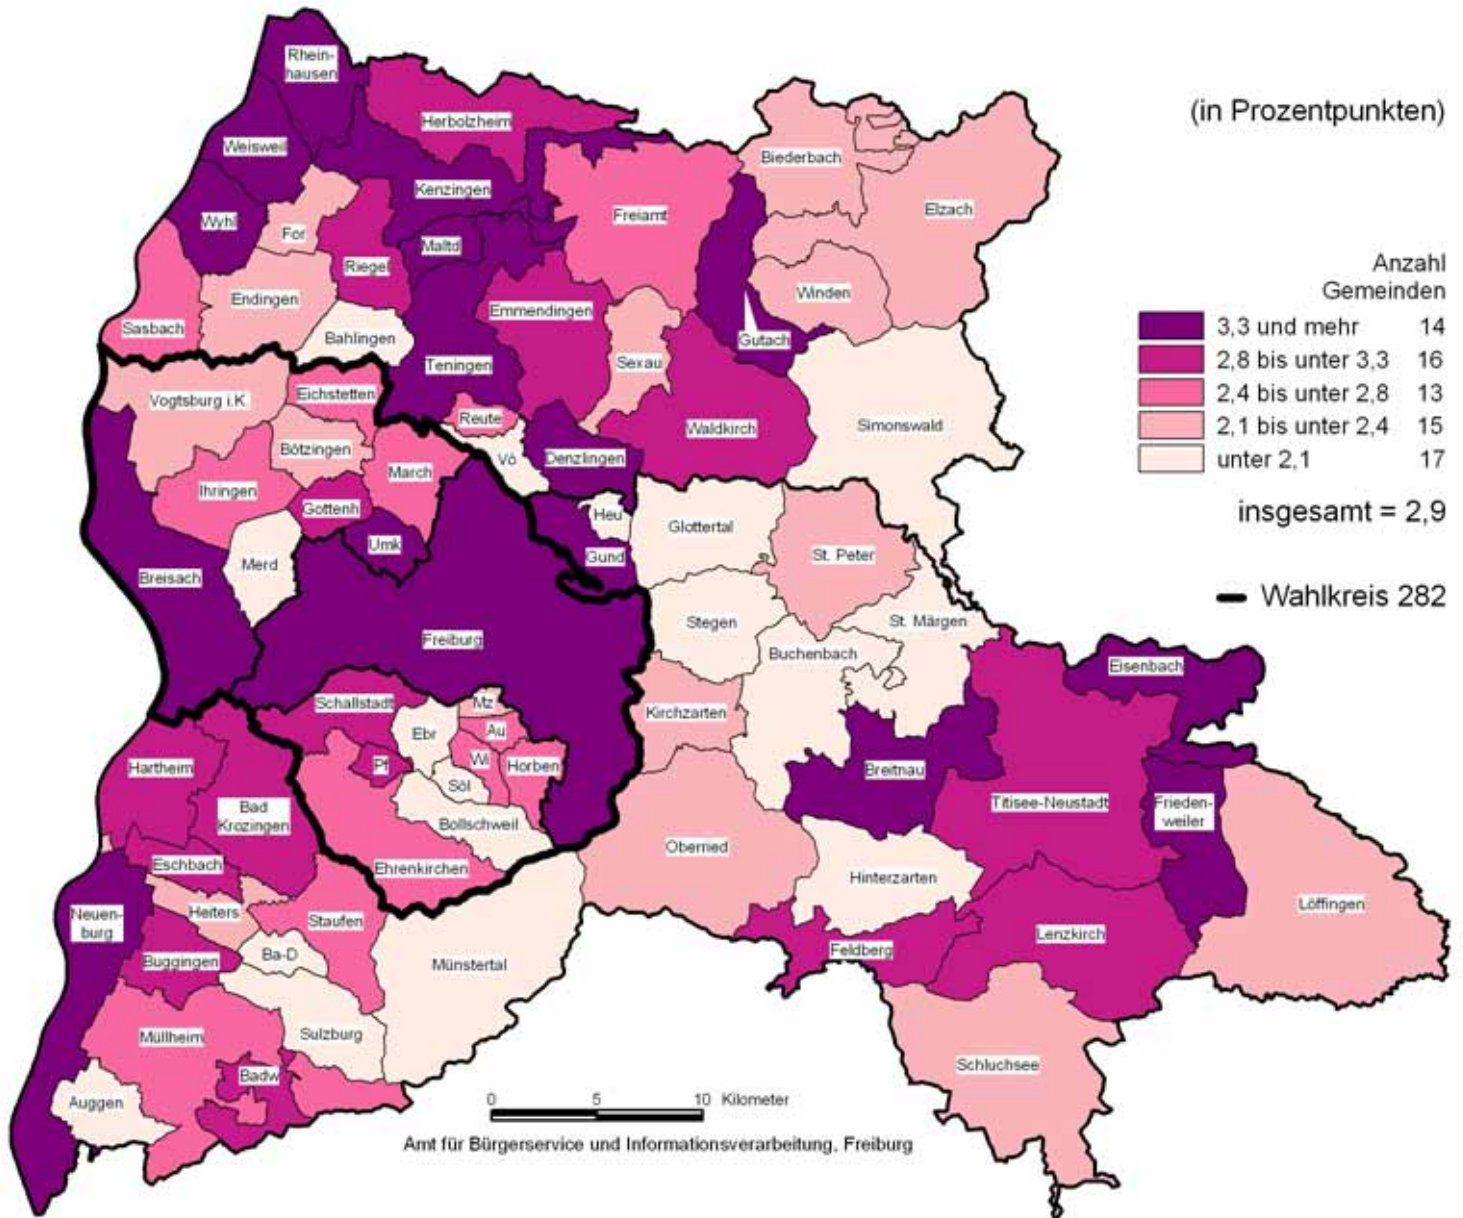 Rhein-
hausen
Herbolzheim
(in Prozentpunkten)
Weisweil
Biederbach
Kenzingen
Elzach
Wyhl
For
Freiamt
Maltd
Riegel
Anzahl
Gemeinden
Endingen
Winden
Emmendingen
Sasbach
Bahlingen
Gutach
3,3 und mehr 14
Teningen
Sexau
2,8 bis unter 3,3 16
Vogtsburg i.K.
Eichstetten
2,4 bis unter 2,8 13
Reute
Waldkirch
Simonswald
2,1 bis unter 2,4 15
Bötzingen
Vö
Denzlingen
unter 2,1 17
March
Ihringen
Gottenh
Heu
Glottertal
insgesamt = 2,9
Umk
Gund
St. Peter
Merd
Breisach
Wahlkreis 282
Stegen
St. Märgen
Freiburg
Buchenbach
Eisenbach
Schallstadt
Mz
Kirchzarten
Au
Ebr
Hartheim
Pf
Wi
Horben
Breitnau
Söl
Titisee-Neustadt
Frieden-
weiler
Bad
Krozingen
Bollschweil
Oberried
Eschbach
Ehrenkirchen
Hinterzarten
Löffingen
Neuen-
burg
Heiters
Staufen
Lenzkirch
Ba-D
Feldberg
Buggingen
Münstertal
Müllheim
Sulzburg
Schluchsee
Badw
Auggen
0 5 10 Kilometer
Amt für Bürgerservice und Informationsverarbeitung, Freiburg